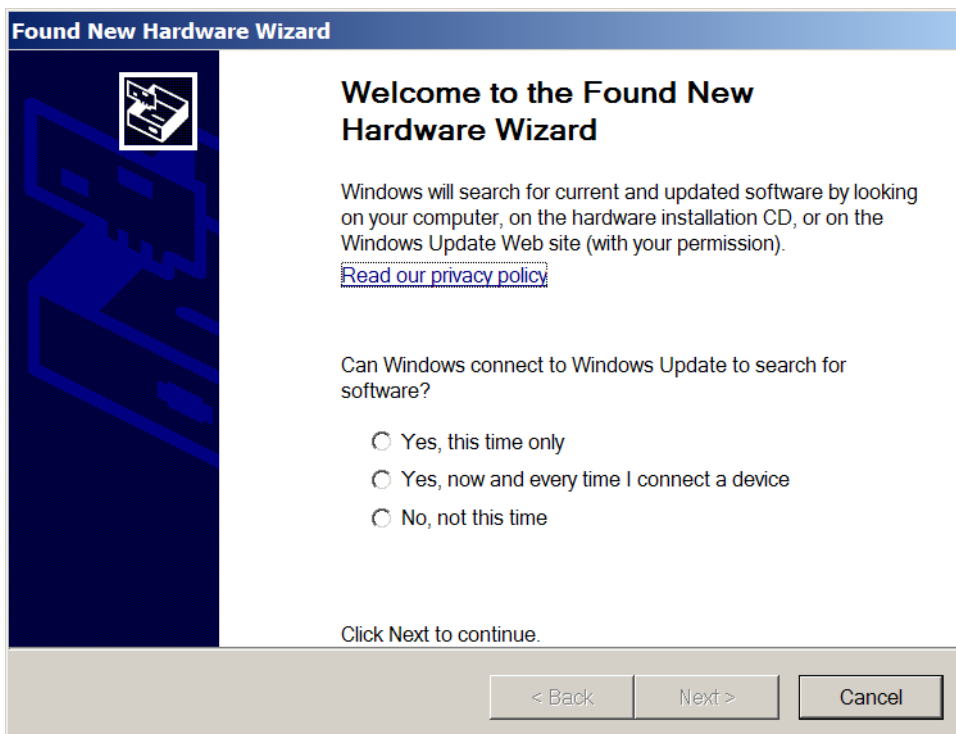 Found New Hardware Wizard
Welcome to the Found New
Hardware Wizard
Windows will search for current and updated software by looking
on your computer, on the hardware installation CD, or on the
Windows Update Web site (with your permission).
Read our privacy policy
Can Windows connect to Windows Update to search for
software?
Yes, this time only
Yes, now and every time I connect a device
No, not this time
Click Next to continue.
< Back Next > Cancel